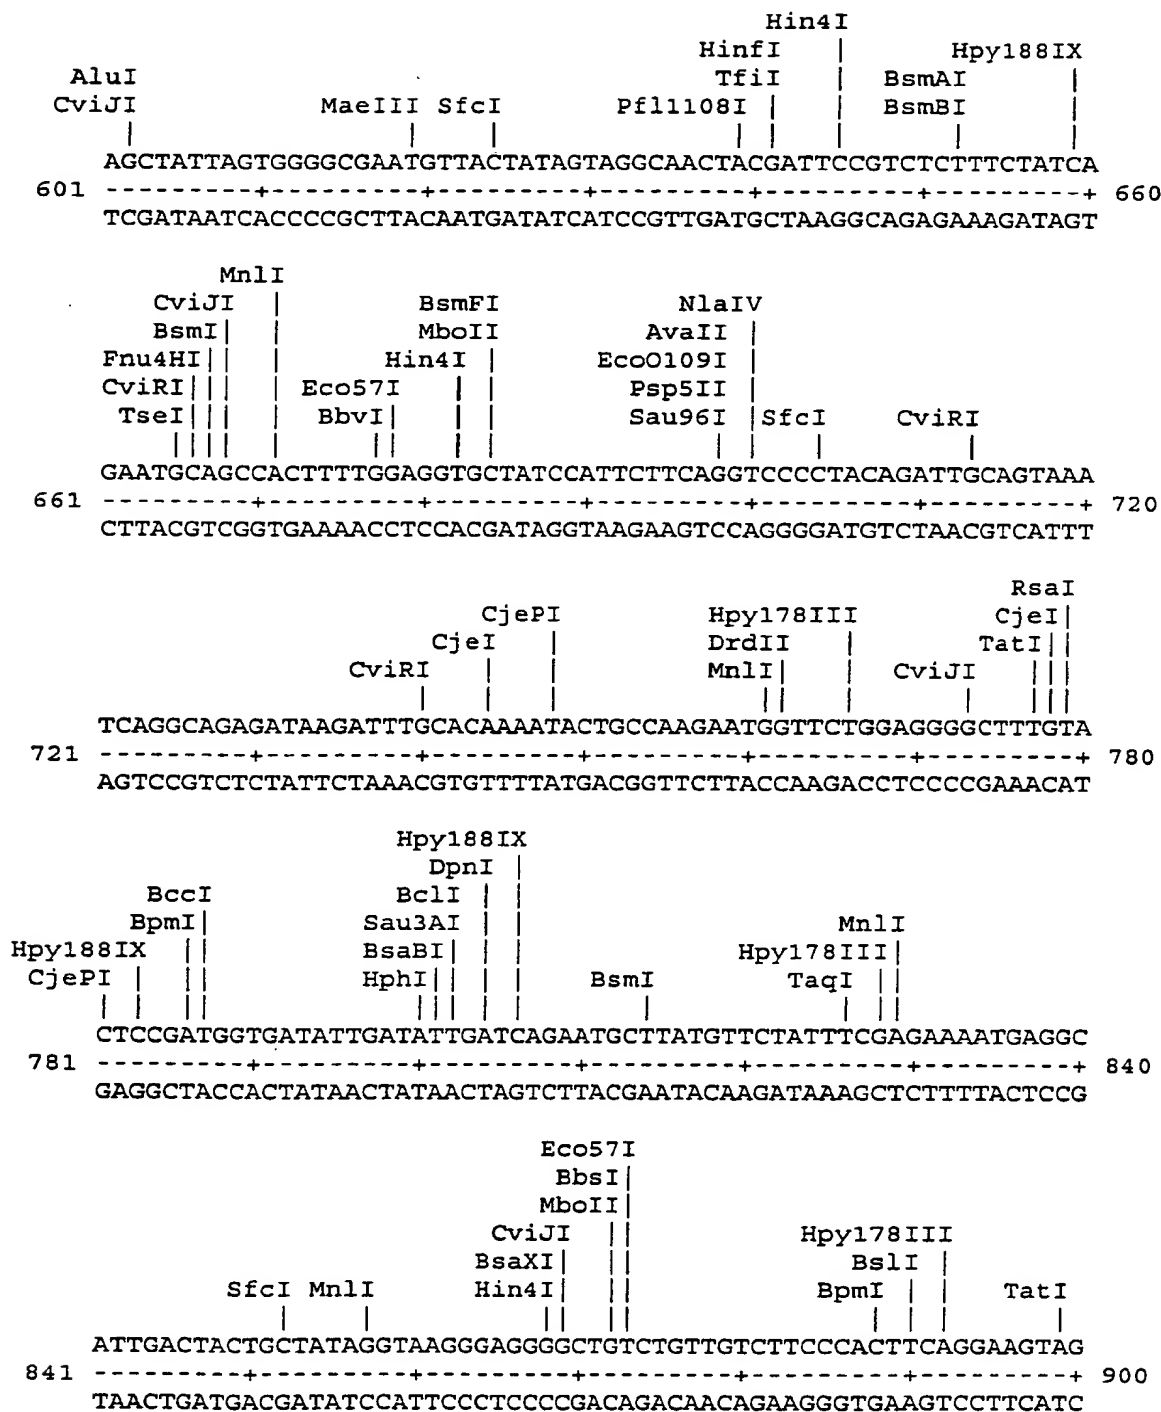 Hin4I
HinfI
Hpy188IX
AluI TfiI BsmAI
CviJI MaeIII SfcI Pf11108I BsmBI
AGCTATTAGTGGGGCGAATGTTACTATAGTAGGCAACTACGATTCCGTCTCTTTCTATCA
601 ---------+---------+---------+---------+---------+---------+ 660
TCGATAATCACCCCGCTTACAATGATATCATCCGTTGATGCTAAGGCAGAGAAAGATAGT
MnlI
CviJI BsmFI NlaIV
BsmI MboII AvaII
Fnu4HI Hin4I EcoO109I
CviRI Eco57I Psp5II
TseI BbvI Sau96I SfcI CviRI
GAATGCAGCCACTTTTGGAGGTGCTATCCATTCTTCAGGTCCCCTACAGATTGCAGTAAA
661 ---------+---------+---------+---------+---------+---------+ 720
CTTACGTCGGTGAAAACCTCCACGATAGGTAAGAAGTCCAGGGGATGTCTAACGTCATTT
RsaI
CjePI Hpy178III CjeI
CjeI DrdII TatI
CviRI MnlI CviJI
TCAGGCAGAGATAAGATTTGCACAAAATACTGCCAAGAATGGTTCTGGAGGGGCTTTGTA
721 ---------+---------+---------+---------+---------+---------+ 780
AGTCCGTCTCTATTCTAAACGTGTTTTATGACGGTTCTTACCAAGACCTCCCCGAAACAT
Hpy188IX
DpnI
BccI BclI
BpmI Sau3AI MnlI
Hpy188IX BsaBI Hpy178III
CjePI HphI BsmI TaqI
CTCCGATGGTGATATTGATATTGATCAGAATGCTTATGTTCTATTTCGAGAAAATGAGGC
781 ---------+---------+---------+---------+---------+---------+ 840
GAGGCTACCACTATAACTATAACTAGTCTTACGAATACAAGATAAAGCTCTTTTACTCCG
Eco57I
BbsI
MboII
CviJI Hpy178III
BsaXI BslI
SfcI MnlI Hin4I BpmI TatI
ATTGACTACTGCTATAGGTAAGGGAGGGGCTGTCTGTTGTCTTCCCACTTCAGGAAGTAG
841 ---------+---------+---------+---------+---------+---------+ 900
TAACTGATGACGATATCCATTCCCTCCCCGACAGACAACAGAAGGGTGAAGTCCTTCATC